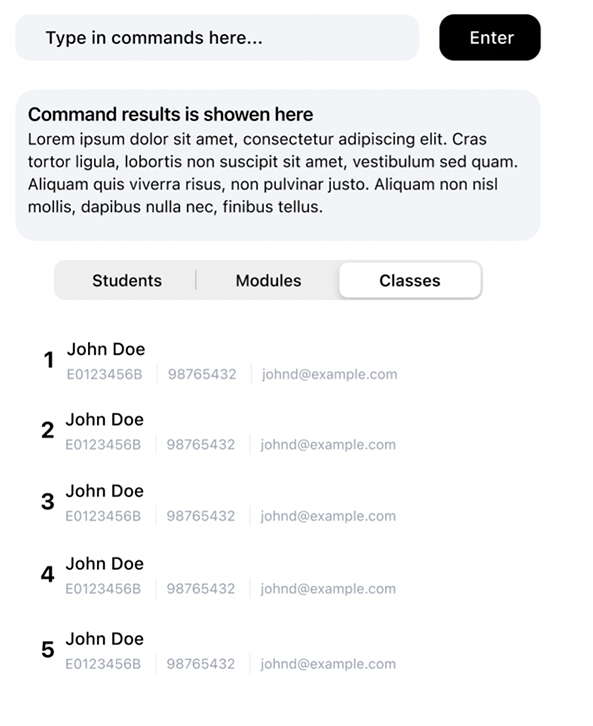 Type in commands here...
Enter
Command results is showen here
Lorem ipsum dolor sit amet, consectetur adipiscing elit. Cras
tortor ligula, lobortis non suscipit sit amet, vestibulum sed quam.
Aliquam quis viverra risus, non pulvinar justo. Aliquam non nisl
mollis, dapibus nulla nec, finibus tellus.
Students
Modules
Classes
1
John Doe
E0123456B 98765432 johnd@example.com
2
John Doe
E0123456B 98765432 johnd@example.com
3
John Doe
E0123456B 98765432 johnd@example.com
4
John Doe
E0123456B 98765432 johnd@example.com
5
John Doe
E0123456B 98765432 johnd@example.com